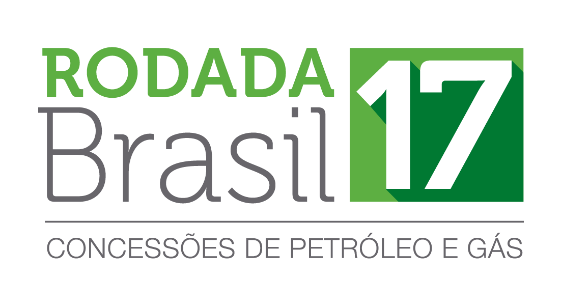 RODADA
Brasil 17
CONCESSÕES DE PETRÓLEO E GÁS